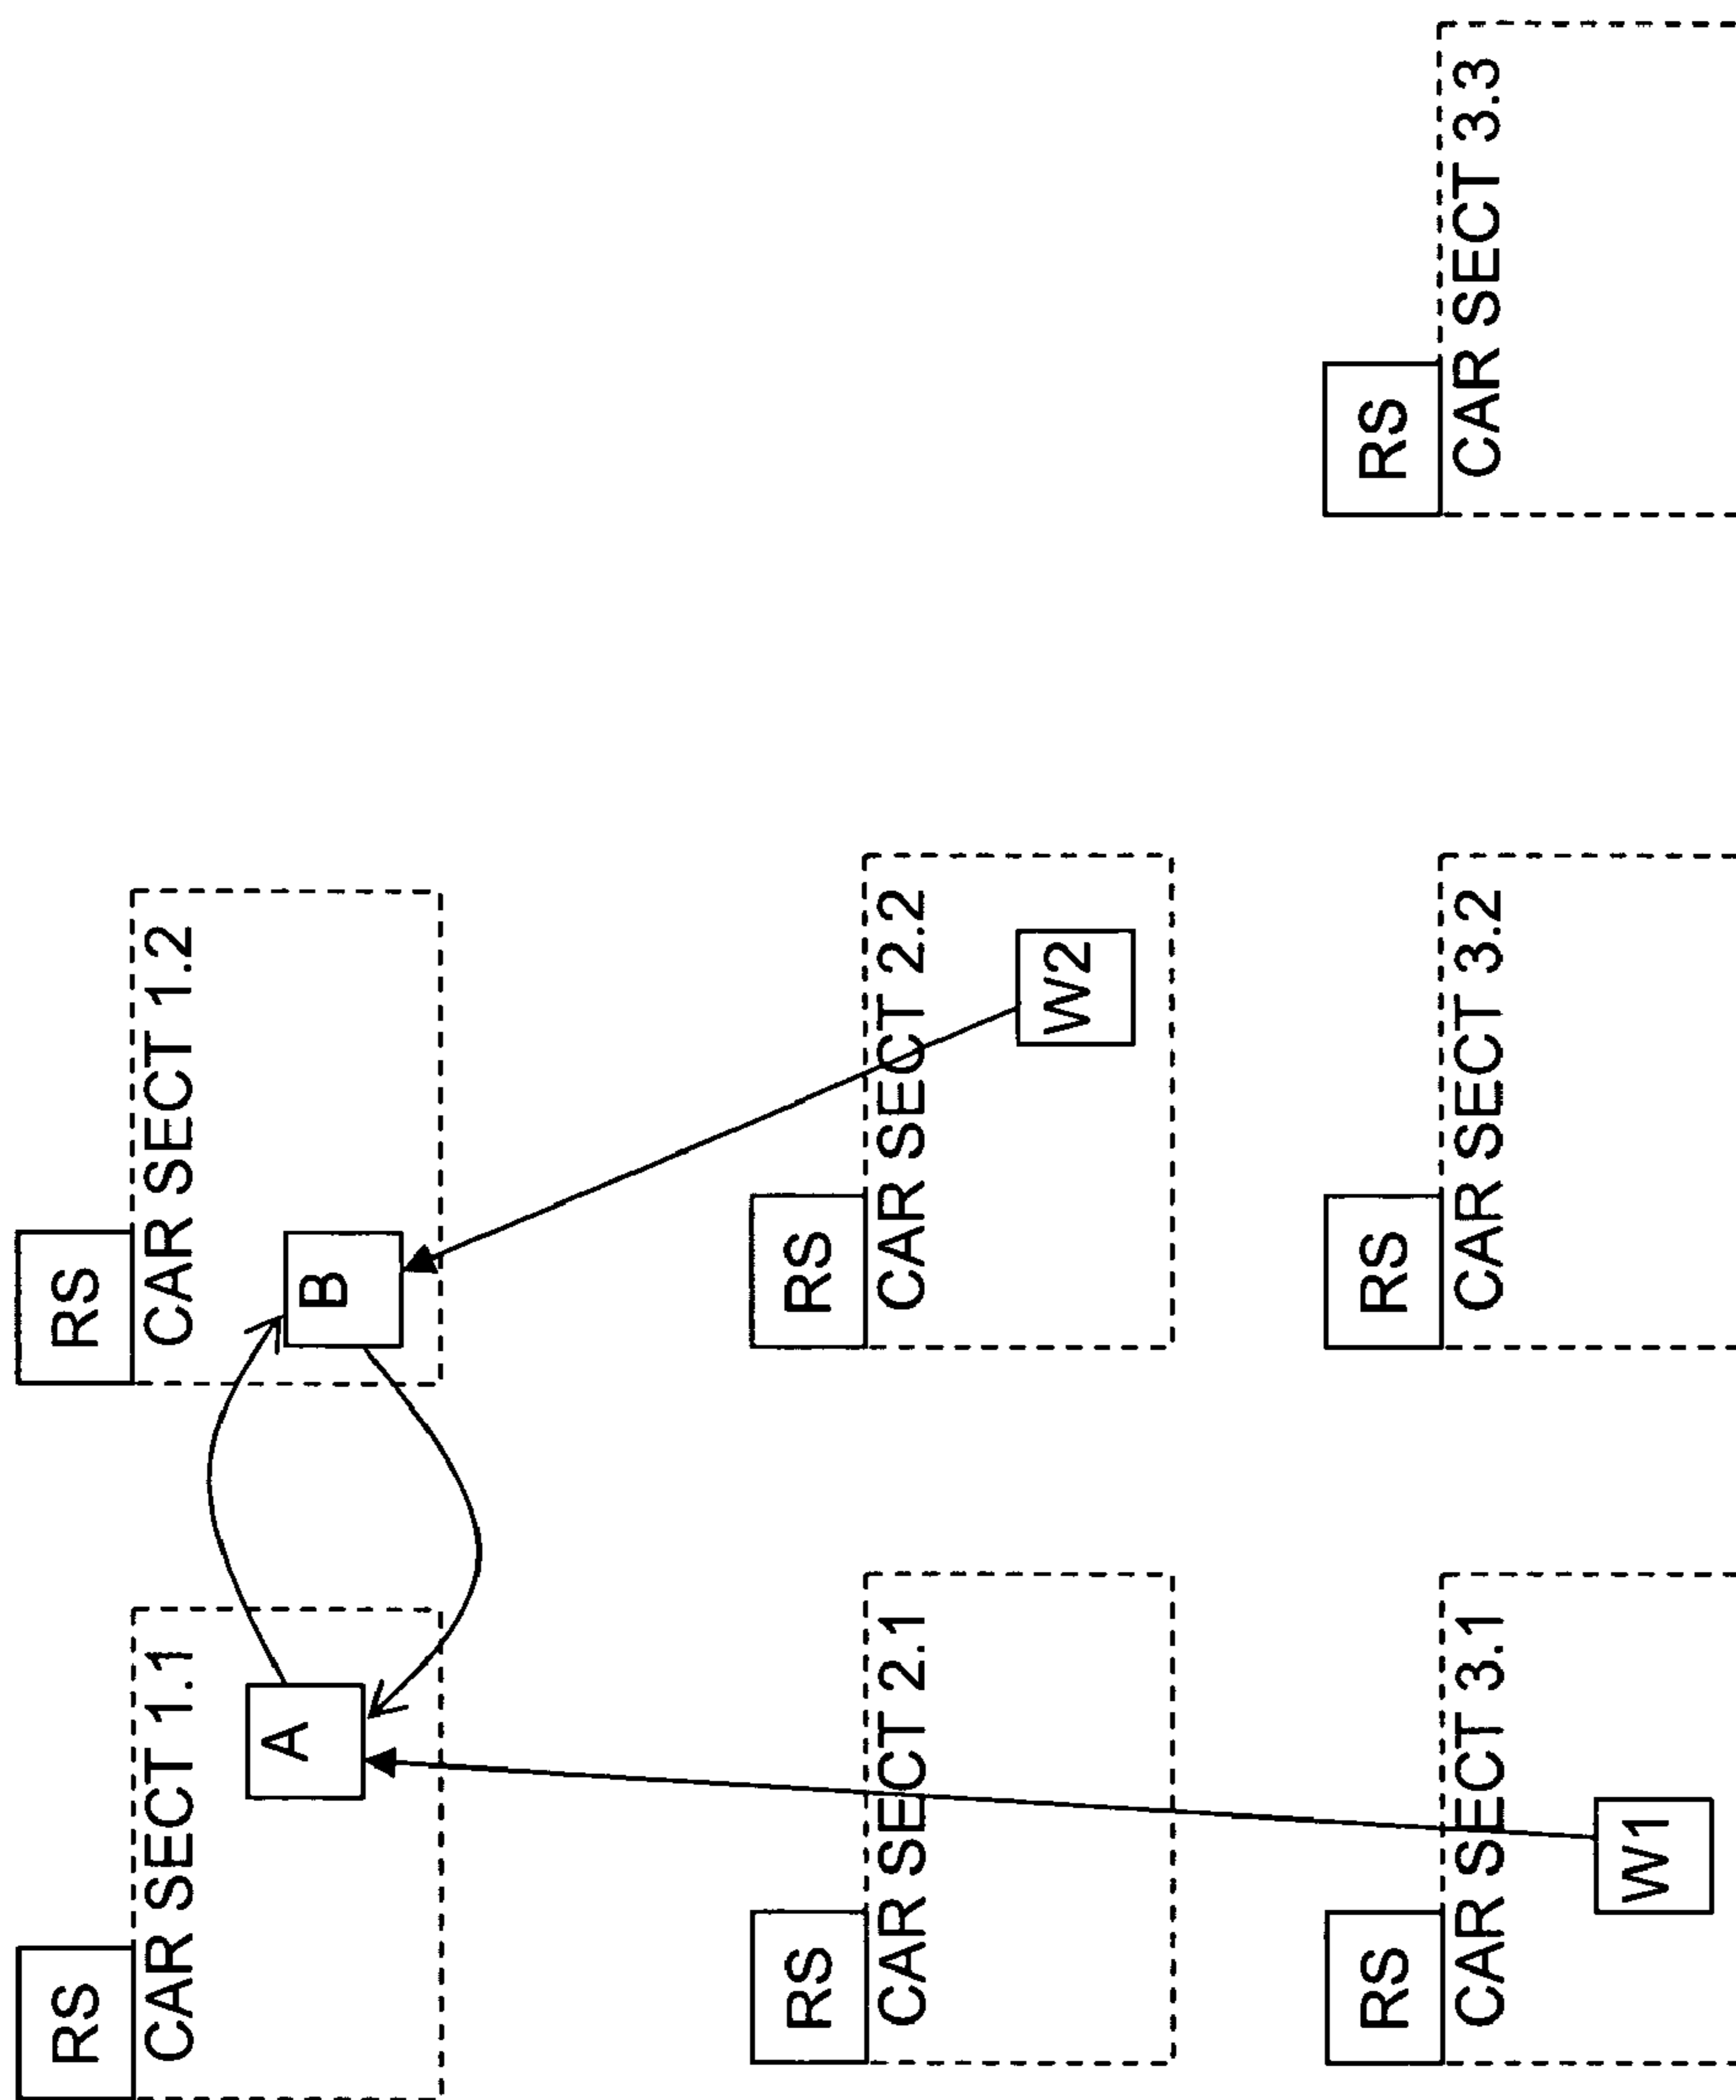 RS
CAR SECT 1.1
A
RS
CAR SECT 1.2
B
RS
CAR SECT 2.1
RS
CAR SECT 2.2
W2
RS
CAR SECT 3.1
W1
RS
CAR SECT 3.2
RS
CAR SECT 3.3